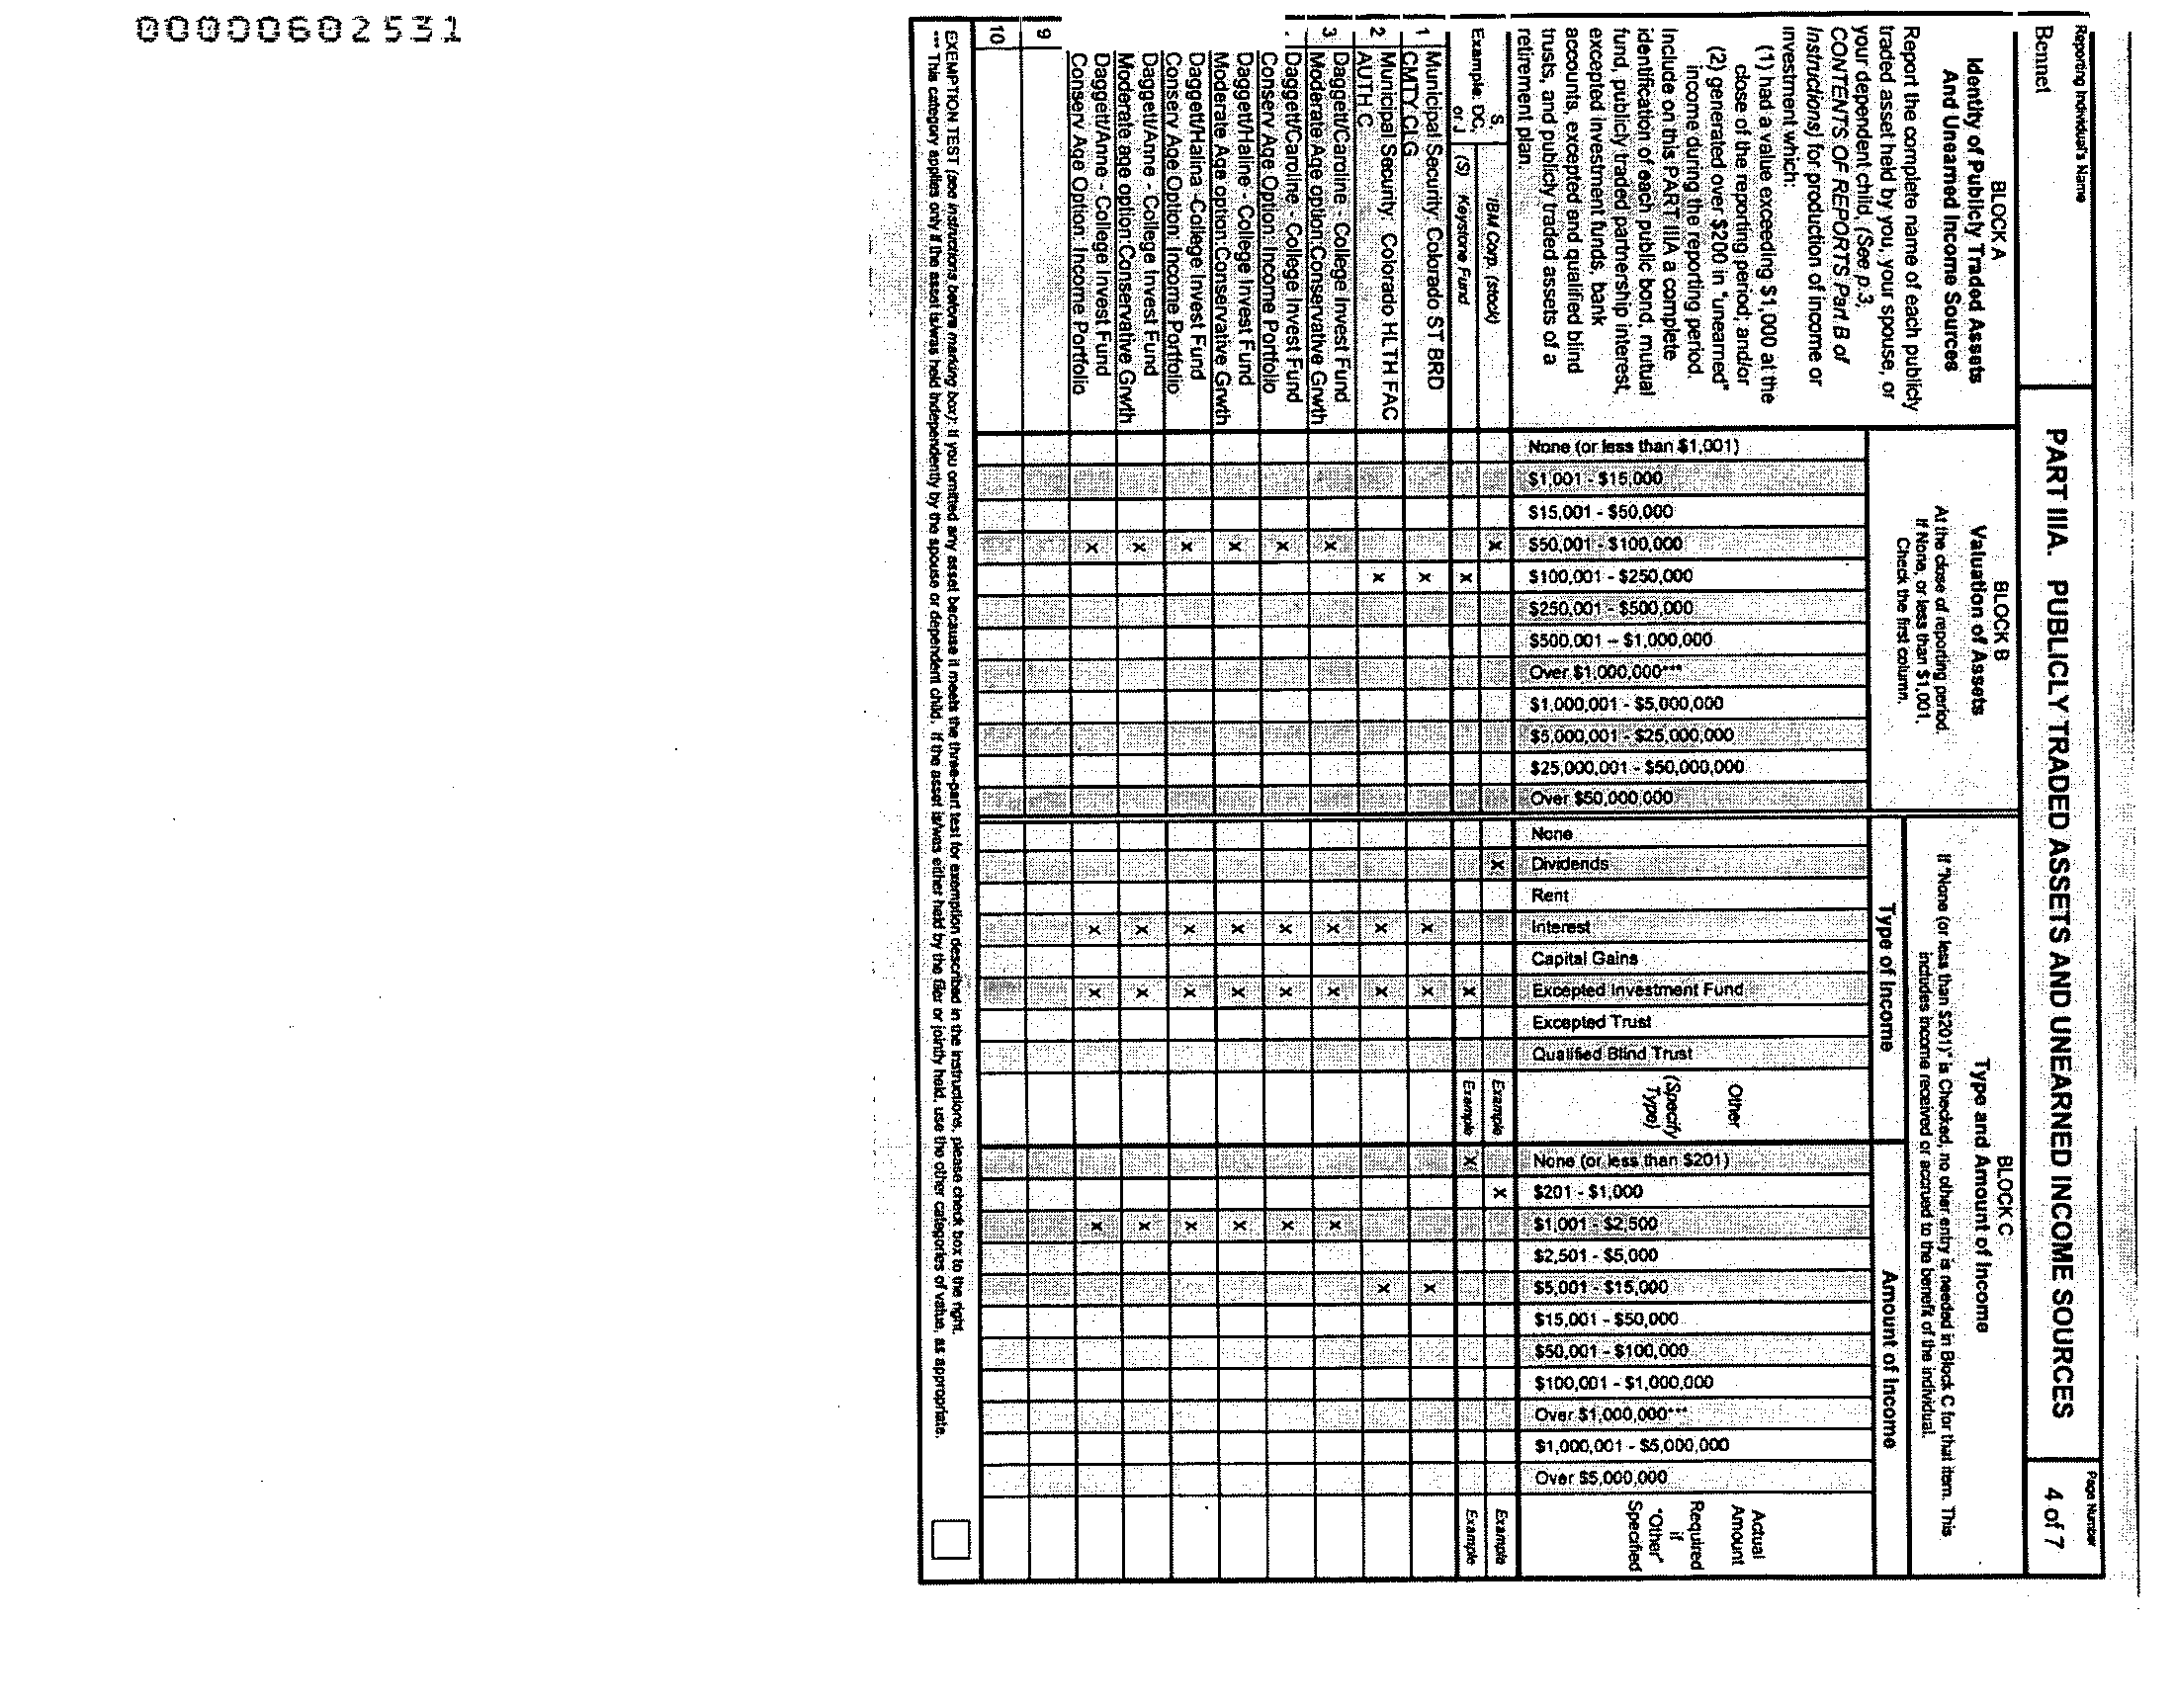 00000602531
Reporting Individual's Name
Bennet
PART IIIA. PUBLICLY TRADED ASSETS AND UNEARNED INCOME SOURCES
Page Number
4 of 7
BLOCK A
Identity of Publicly Traded Assets
And Unearned Income Sources
Report the complete name of each publicly
traded asset held by you, your spouse, or
your dependent child, (See p.3,
CONTENTS OF REPORTS Part B of
Instructions) for production of income or
investment which:
(1) had a value exceeding $1,000 at the
close of the reporting period; and/or
(2) generated over $200 in "unearned"
income during the reporting period.
Include on this PART IIIA a complete
identification of each public bond, mutual
fund, publicly traded partnership interest,
excepted investment funds, bank
accounts, excepted and qualified blind
trusts, and publicly traded assets of a
retirement plan.
BLOCK B
Valuation of Assets
At the close of reporting period.
If None, or less than $1,001,
Check the first column.
None (or less than $1,001)
$1,001 - $15,000
$15,001 - $50,000
$50,001 - $100,000
$100,001 - $250,000
$250,001 - $500,000
$500,001 - $1,000,000
Over $1,000,000***
$1,000,001 - $5,000,000
$5,000,001 - $25,000,000
$25,000,001 - $50,000,000
Over $50,000,000
BLOCK C
Type and Amount of Income
If "None (or less than $201)" is Checked, no other entry is needed in Block C for that item. This
includes income received or accrued to the benefit of the individual.
Type of Income
None
Dividends
Rent
Interest
Capital Gains
Excepted Investment Fund
Excepted Trust
Qualified Blind Trust
Other
(Specify
Type)
Amount of Income
None (or less than $201)
$201 - $1,000
$1,001 - $2,500
$2,501 - $5,000
$5,001 - $15,000
$15,001 - $50,000
$50,001 - $100,000
$100,001 - $1,000,000
Over $1,000,000***
$1,000,001 - $5,000,000
Over $5,000,000
Actual
Amount
Required
if
"Other"
Specified
Example: DC,
S,
or J
IBM Corp. (stock) X X Example X Example
(S) Keystone Fund X X Example X Example
1 Municipal Security: Colorado ST BRD
CMTY CLG X X X X
2 Municipal Security: Colorado HLTH FAC
AUTH C X X X X
3 Daggett/Caroline - College Invest Fund
Moderate Age option:Conservative Grwth X X X X
Daggett/Caroline - College Invest Fund
Conserv Age Option: Income Portfolio X X X X
Daggett/Haline - College Invest Fund
Moderate Age option:Conservative Grwth X X X X
Daggett/Halina -College Invest Fund
Conserv Age Option: Income Portfolio X X X X
Daggett/Anne - College Invest Fund
Moderate age option:Conservative Grwth X X X X
Daggett/Anne - College Invest Fund
Conserv Age Option: Income Portfolio X X X X
9
10
EXEMPTION TEST (see instructions before marking box): If you omitted any asset because it meets the three-part test for exemption described in the instructions, please check box to the right.
*** This category applies only if the asset is/was held independently by the spouse or dependent child. If the asset is/was either held by the filer or jointly held, use the other categories of value, as appropriate.